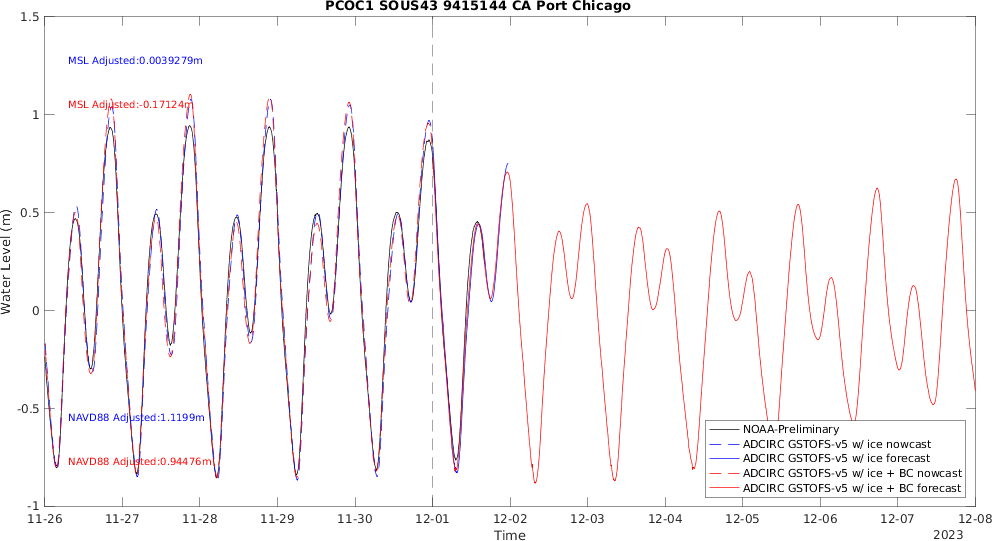 PCOC1 SOUS43 9415144 CA Port Chicago
1.5
1
0.5
0
-0.5
-1
Water Level (m)
MSL Adjusted:0.0039279m
MSL Adjusted:-0.17124m
NAVD88 Adjusted:1.1199m
NAVD88 Adjusted:0.94476m
NOAA-Preliminary
ADCIRC GSTOFS-v5 w/ ice nowcast
ADCIRC GSTOFS-v5 w/ ice forecast
ADCIRC GSTOFS-v5 w/ ice + BC nowcast
ADCIRC GSTOFS-v5 w/ ice + BC forecast
11-26 11-27 11-28 11-29 11-30 12-01 12-02 12-03 12-04 12-05 12-06 12-07 12-08
Time
2023